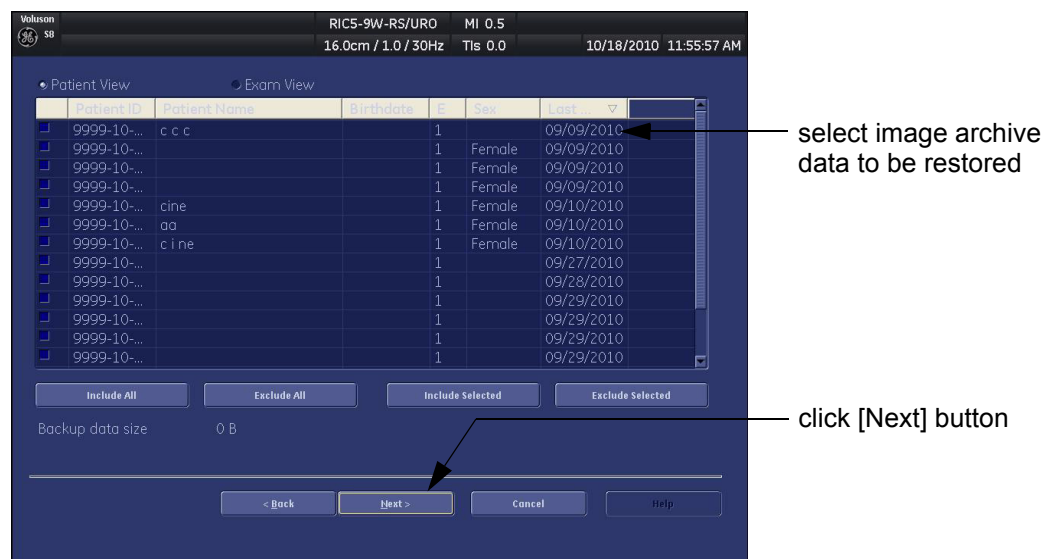 Voluson
S8
RIC5-9W-RS/URO MI 0.5
16.0cm / 1.0 / 30Hz TIs 0.0 10/18/2010 11:55:57 AM
Patient View Exam View
Patient ID Patient Name Birthdate E Sex Last ...
9999-10-... c c c 1 09/09/2010
9999-10-... 1 Female 09/09/2010
9999-10-... 1 Female 09/09/2010
9999-10-... 1 Female 09/09/2010
9999-10-... cine 1 Female 09/10/2010
9999-10-... aa 1 Female 09/10/2010
9999-10-... c i ne 1 Female 09/10/2010
9999-10-... 1 09/27/2010
9999-10-... 1 09/28/2010
9999-10-... 1 09/29/2010
9999-10-... 1 09/29/2010
9999-10-... 1 09/29/2010
9999-10-... 1 09/29/2010
select image archive
data to be restored
Include All Exclude All Include Selected Exclude Selected
Backup data size 0 B
click [Next] button
< Back Next > Cancel Help